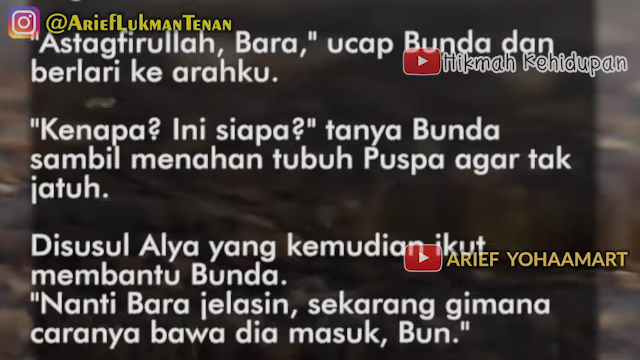 @AriefLukmanTenan
"Astagfirullah, Bara," ucap Bunda dan
berlari ke arahku.
Hikmah Kehidupan
"Kenapa? Ini siapa?" tanya Bunda
sambil menahan tubuh Puspa agar tak
jatuh.
Disusul Alya yang kemudian ikut
ARIEF YOHAAMART
membantu Bunda.
"Nanti Bara jelasin, sekarang gimana
caranya bawa dia masuk, Bun."